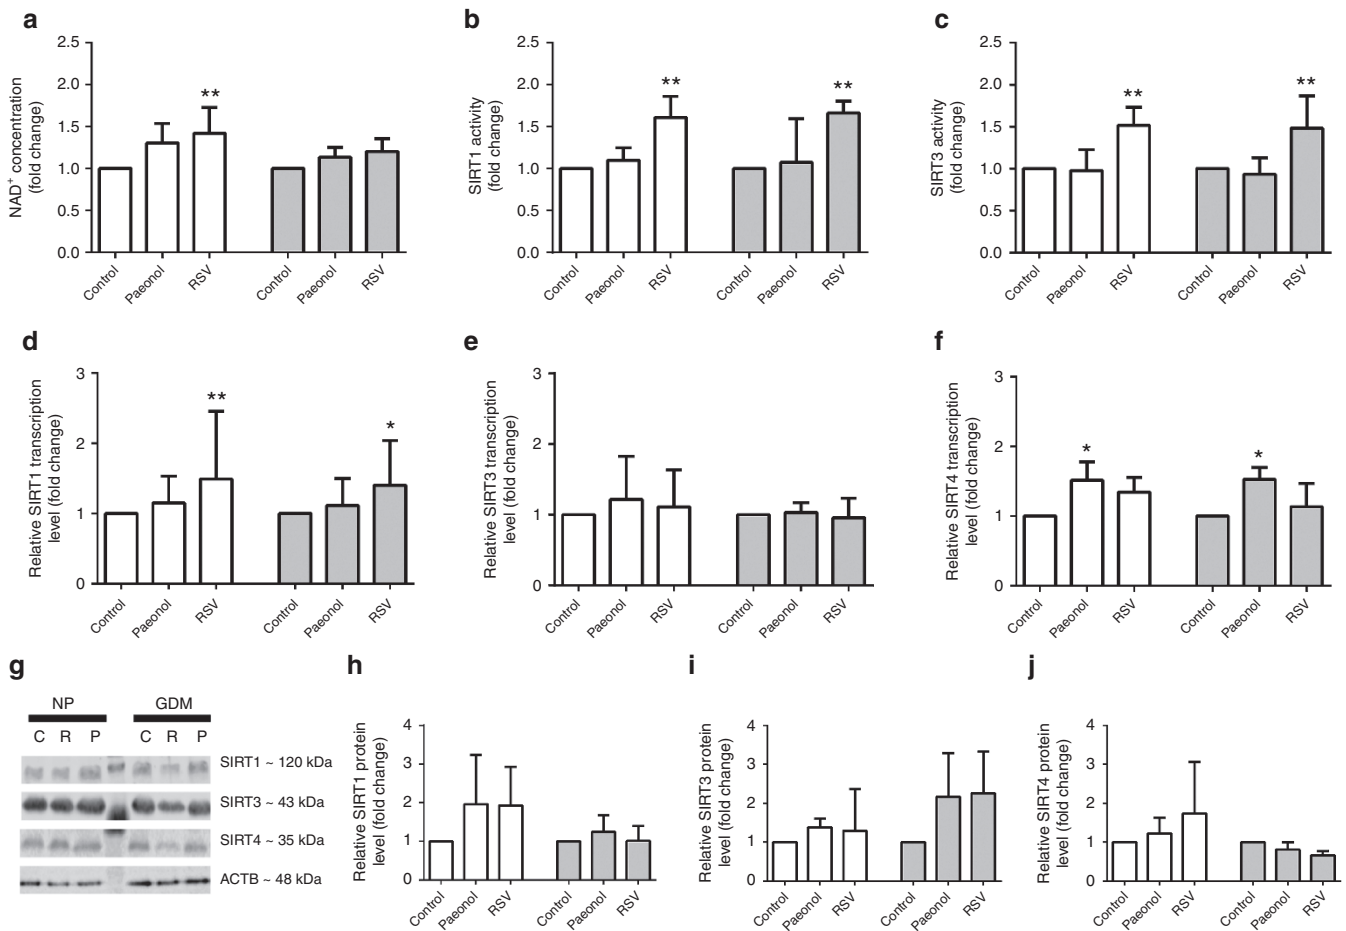 a
NAD+ concentration
(fold change)
2.5
2.0
1.5
1.0
0.5
0.0
**
Control
Paeonol
RSV
Control
Paeonol
RSV
b
SIRT1 activity
(fold change)
2.5
2.0
1.5
1.0
0.5
0.0
**
**
Control
Paeonol
RSV
Control
Paeonol
RSV
c
SIRT3 activity
(fold change)
2.5
2.0
1.5
1.0
0.5
0.0
**
**
Control
Paeonol
RSV
Control
Paeonol
RSV
d
Relative SIRT1 transcription
level (fold change)
3
2
1
0
**
*
Control
Paeonol
RSV
Control
Paeonol
RSV
e
Relative SIRT3 transcription
level (fold change)
3
2
1
0
Control
Paeonol
RSV
Control
Paeonol
RSV
f
Relative SIRT4 transcription
level (fold change)
3
2
1
0
*
*
Control
Paeonol
RSV
Control
Paeonol
RSV
g
NP GDM
C R P C R P
SIRT1 ~ 120 kDa
SIRT3 ~ 43 kDa
SIRT4 ~ 35 kDa
ACTB ~ 48 kDa
h
Relative SIRT1 protein
level (fold change)
4
3
2
1
0
Control
Paeonol
RSV
Control
Paeonol
RSV
i
Relative SIRT3 protein
level (fold change)
4
3
2
1
0
Control
Paeonol
RSV
Control
Paeonol
RSV
j
Relative SIRT4 protein
level (fold change)
4
3
2
1
0
Control
Paeonol
RSV
Control
Paeonol
RSV